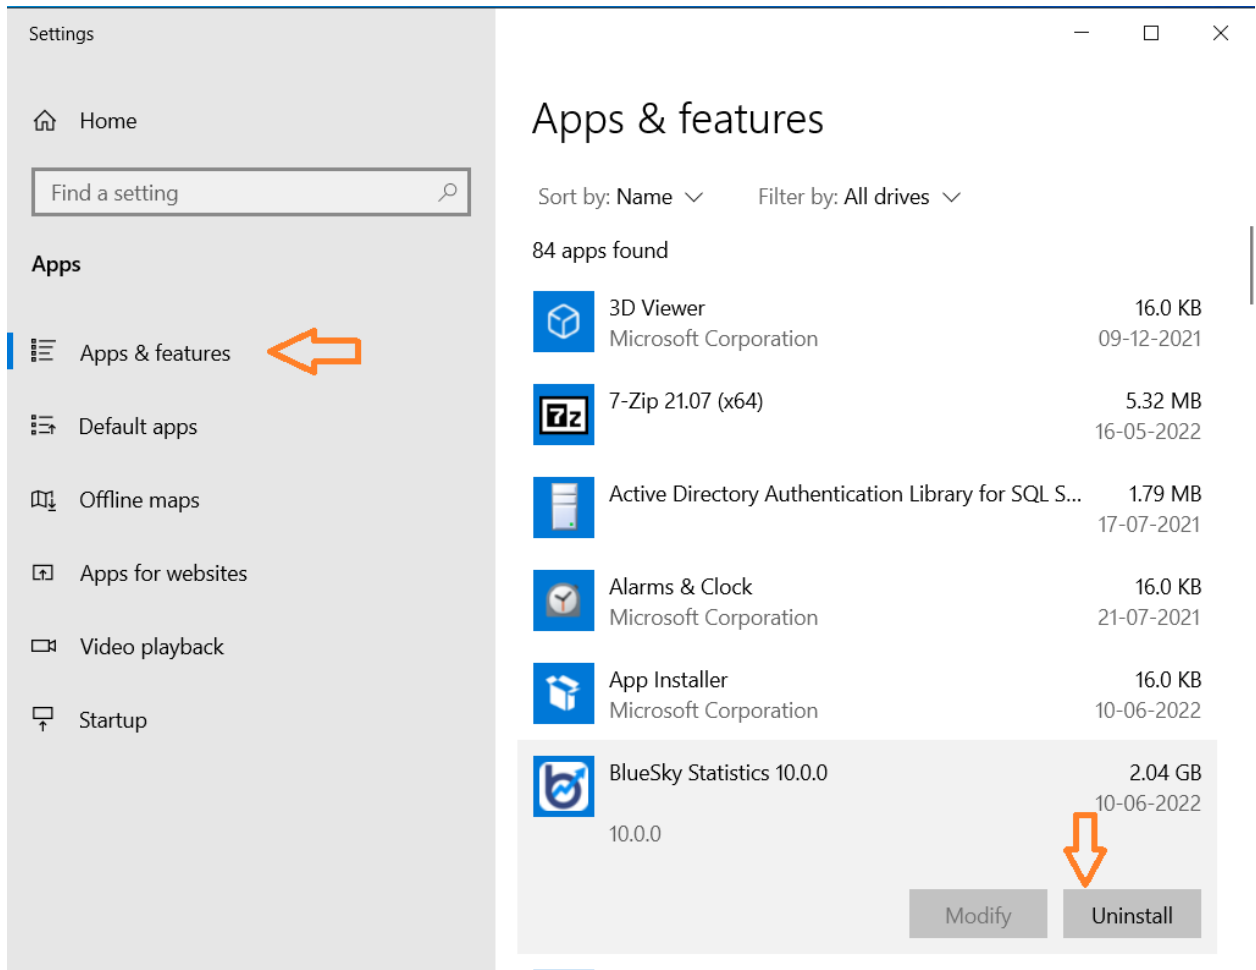 Settings
Home
Find a setting
Apps
Apps & features
Default apps
Offline maps
Apps for websites
Video playback
Startup
Apps & features
Sort by: Name Filter by: All drives
84 apps found
3D Viewer 16.0 KB
Microsoft Corporation 09-12-2021
7z
7-Zip 21.07 (x64) 5.32 MB
16-05-2022
Active Directory Authentication Library for SQL S... 1.79 MB
17-07-2021
Alarms & Clock 16.0 KB
Microsoft Corporation 21-07-2021
App Installer 16.0 KB
Microsoft Corporation 10-06-2022
BlueSky Statistics 10.0.0 2.04 GB
10-06-2022
10.0.0
Modify Uninstall